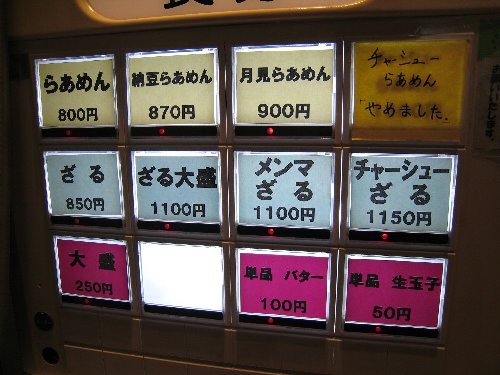 らあめん
800円
納豆らあめん
870円
月見らあめん
900円
チャーシュー
らあめん
「やめました」
ざる
850円
ざる大盛
1100円
メンマ
ざる
1100円
チャーシュー
ざる
1150円
大盛
250円
単品 バター
100円
単品 生玉子
50円